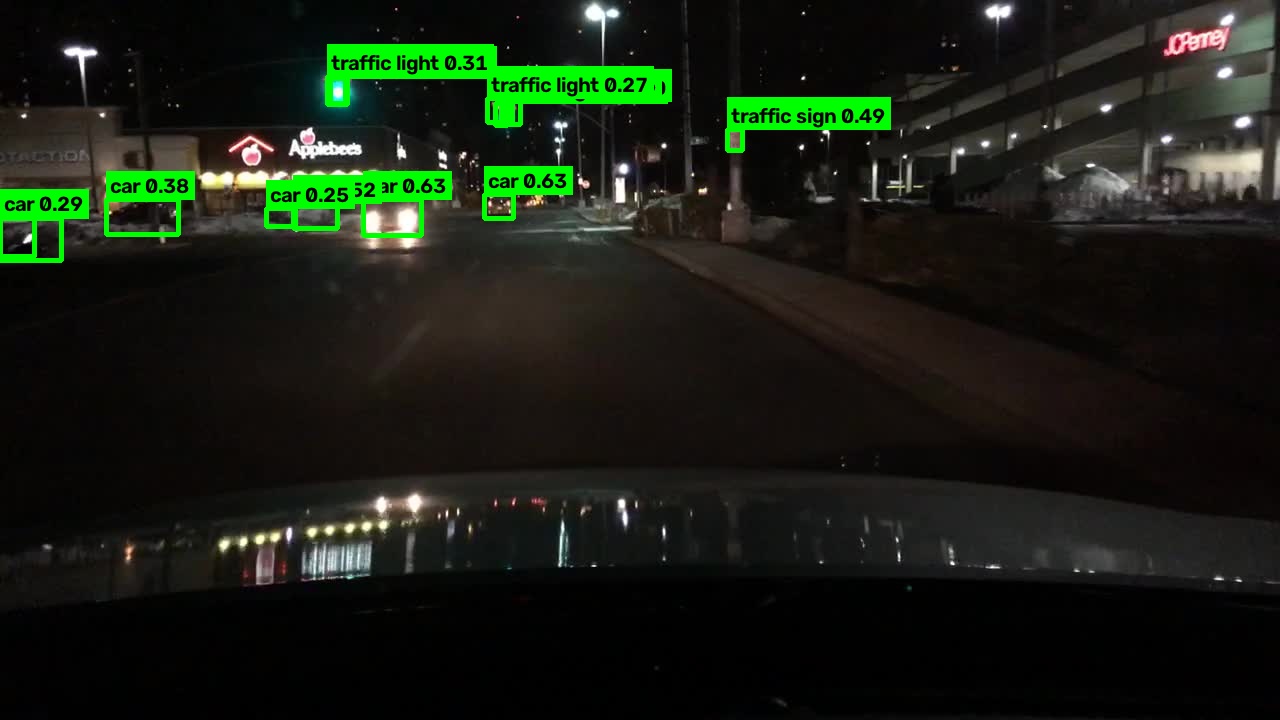 traffic light 0.31
traffic light 0.27
traffic sign 0.49
JCPenney
Applebee's
car 0.29
car 0.38
car 0.25
52
ar 0.63
car 0.63